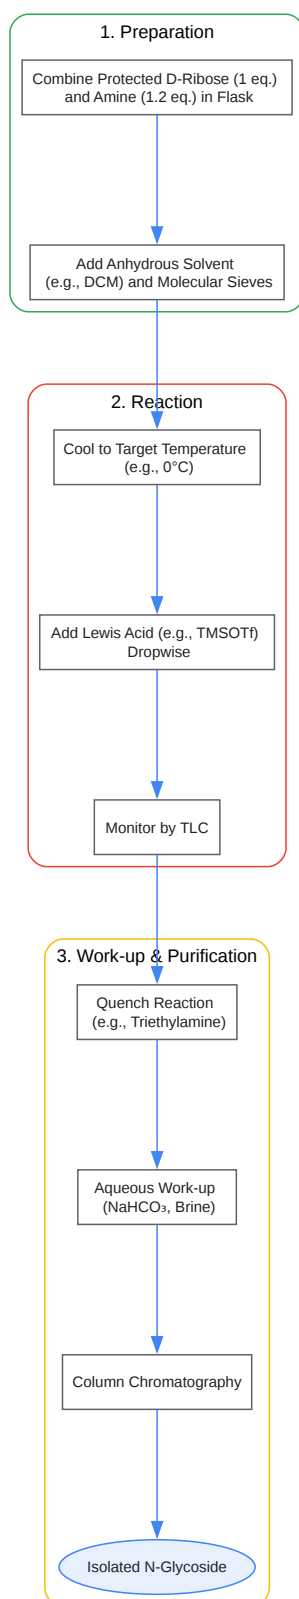 1. Preparation
Combine Protected D-Ribose (1 eq.)
and Amine (1.2 eq.) in Flask
Add Anhydrous Solvent
(e.g., DCM) and Molecular Sieves
2. Reaction
Cool to Target Temperature
(e.g., 0°C)
Add Lewis Acid (e.g., TMSOTf)
Dropwise
Monitor by TLC
3. Work-up & Purification
Quench Reaction
(e.g., Triethylamine)
Aqueous Work-up
(NaHCO₃, Brine)
Column Chromatography
Isolated N-Glycoside